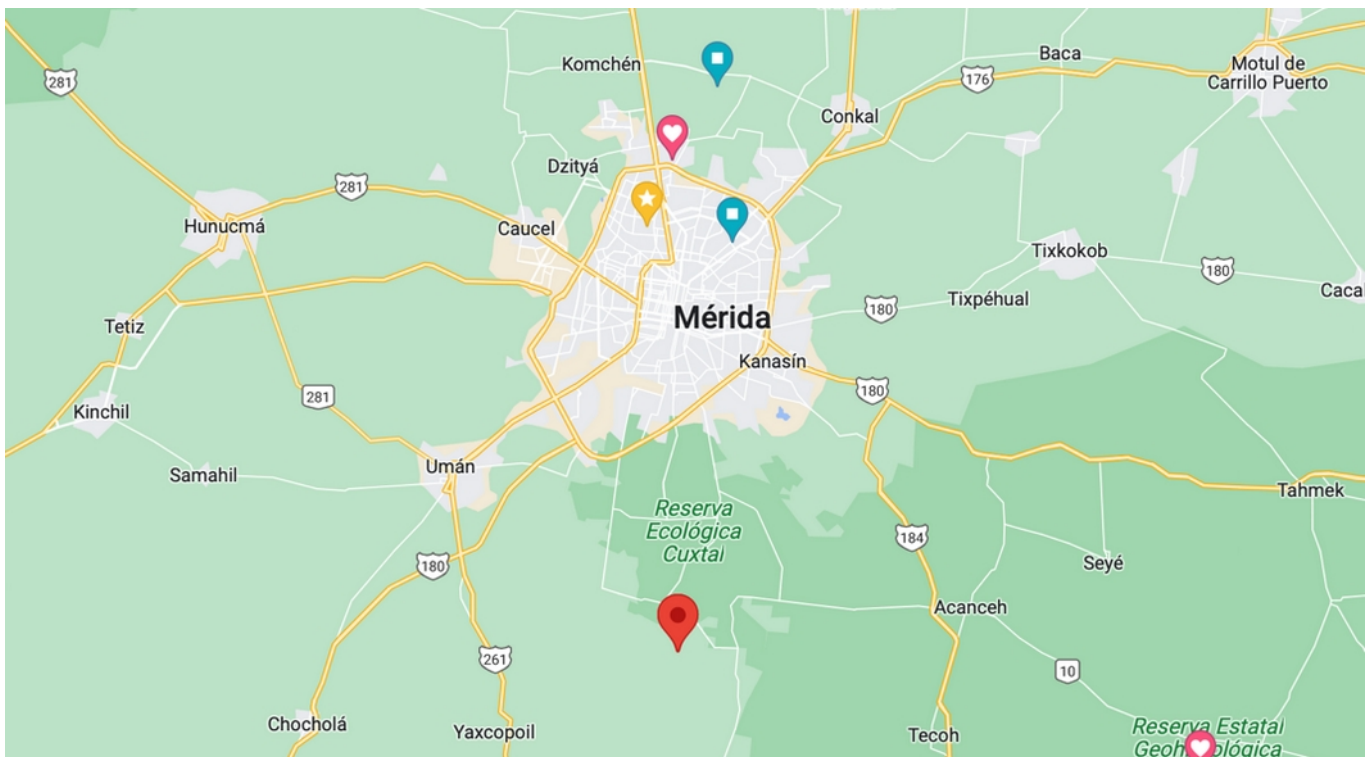 281
Komchén
Baca
Motul de
Carrillo Puerto
176
Conkal
Dzityá
281
Hunucmá
Caucel
Tixkokob
180
Cacal
Tixpéhual
180
Tetiz
Mérida
Kanasín
281
180
Kinchil
Samahil
Umán
Tahmek
Reserva
Ecológica
Cuxtal
184
Seyé
180
Acanceh
261
10
Chocholá
Yaxcopoil
Tecoh
Reserva Estatal